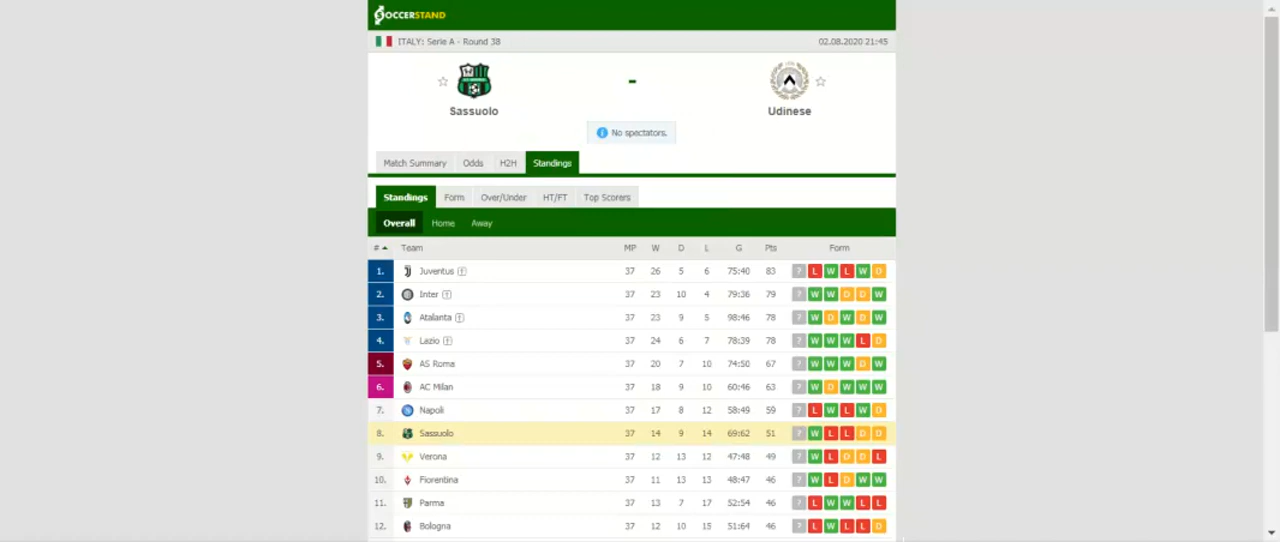 SOCCERSTAND
ITALY: Serie A - Round 38 02.08.2020 21:45
-
Sassuolo Udinese
No spectators.
Match Summary Odds H2H Standings
Standings Form Over/Under HT/FT Top Scorers
Overall Home Away
# Team MP W D L G Pts Form
1. Juventus 37 26 5 6 75:40 83 ? L W L W D
2. Inter 37 23 10 4 79:36 79 ? W W D D W
3. Atalanta 37 23 9 5 98:46 78 ? W D W D W
4. Lazio 37 24 6 7 78:39 78 ? W W W L D
5. AS Roma 37 20 7 10 74:50 67 ? W W W D W
6. AC Milan 37 18 9 10 60:46 63 ? W D W W W
7. Napoli 37 17 8 12 58:49 59 ? L W L W D
8. Sassuolo 37 14 9 14 69:62 51 ? W L L D D
9. Verona 37 12 13 12 47:48 49 ? W L D D L
10. Fiorentina 37 11 13 13 48:47 46 ? W L D W W
11. Parma 37 13 7 17 52:54 46 ? L W W L L
12. Bologna 37 12 10 15 51:64 46 ? L W L L D